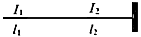 I₁ I₂
l₁ l₂